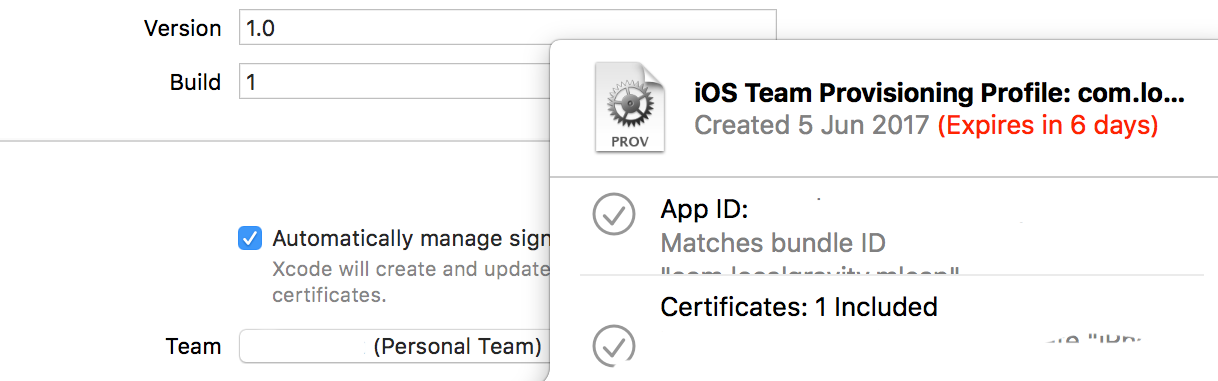 Version 1.0
Build 1
Automatically manage sign
Xcode will create and update
certificates.
Team (Personal Team)
PROV
iOS Team Provisioning Profile: com.lo...
Created 5 Jun 2017 (Expires in 6 days)
App ID:
Matches bundle ID
Certificates: 1 Included